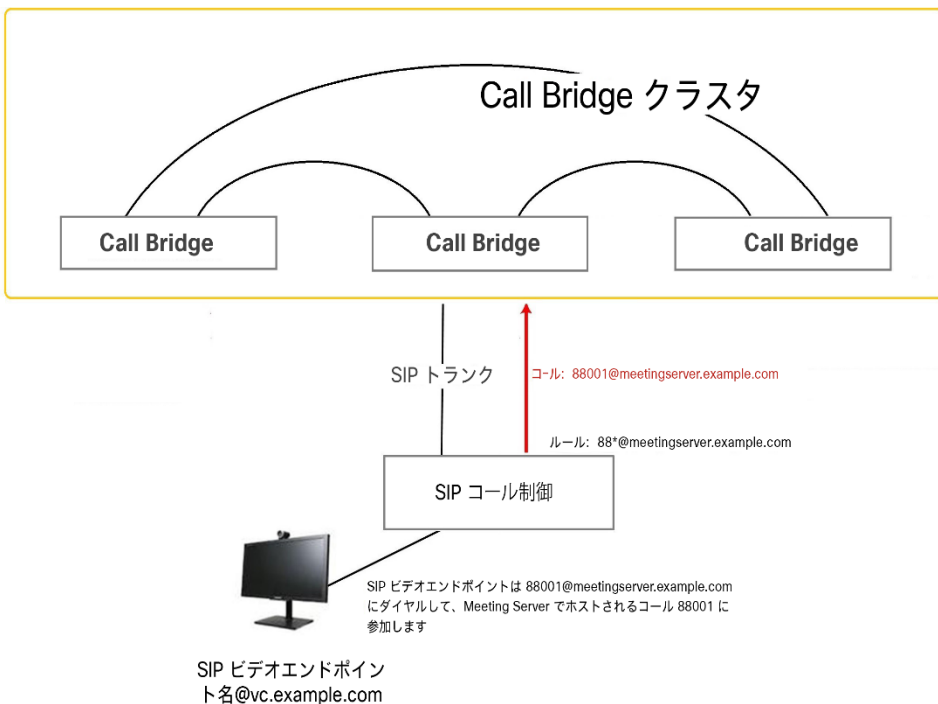 Call Bridge クラスタ
Call Bridge
Call Bridge
Call Bridge
SIP トランク
コール: 88001@meetingserver.example.com
ルール: 88*@meetingserver.example.com
SIP コール制御
SIP ビデオエンドポイントは 88001@meetingserver.example.com
にダイヤルして、Meeting Server でホストされるコール 88001 に
参加します
SIP ビデオエンドポイン
ト名@vc.example.com